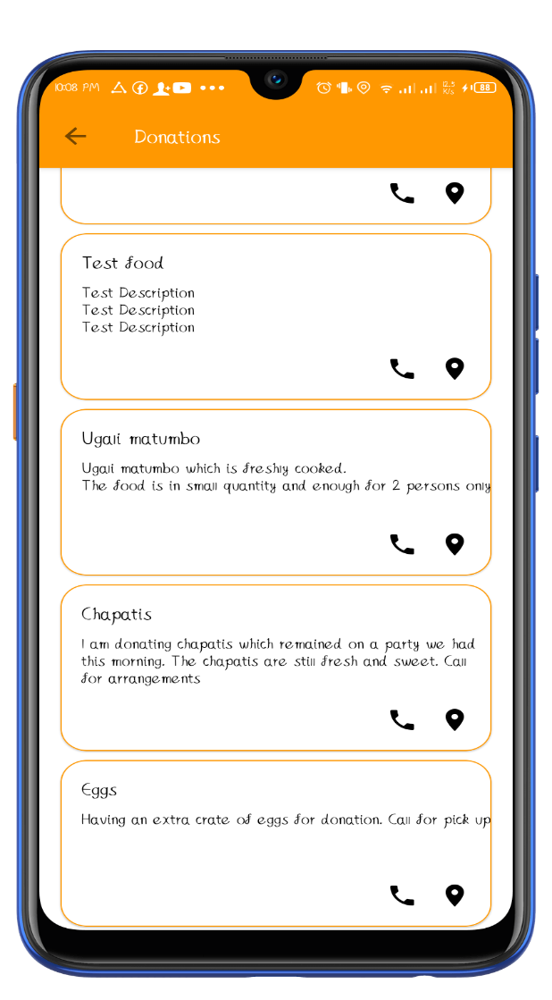 10:08 PM 12.5 K/s 88
Donations
Test food
Test Description
Test Description
Test Description
Ugali matumbo
Ugali matumbo which is freshly cooked.
The food is in small quantity and enough for 2 persons only
Chapatis
I am donating chapatis which remained on a party we had
this morning. The chapatis are still fresh and sweet. Call
for arrangements
Eggs
Having an extra crate of eggs for donation. Call for pick up